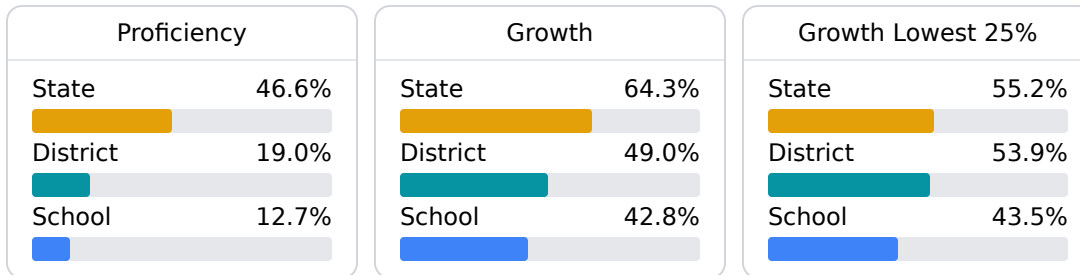 Proficiency
State 46.6%
District 19.0%
School 12.7%
Growth
State 64.3%
District 49.0%
School 42.8%
Growth Lowest 25%
State 55.2%
District 53.9%
School 43.5%